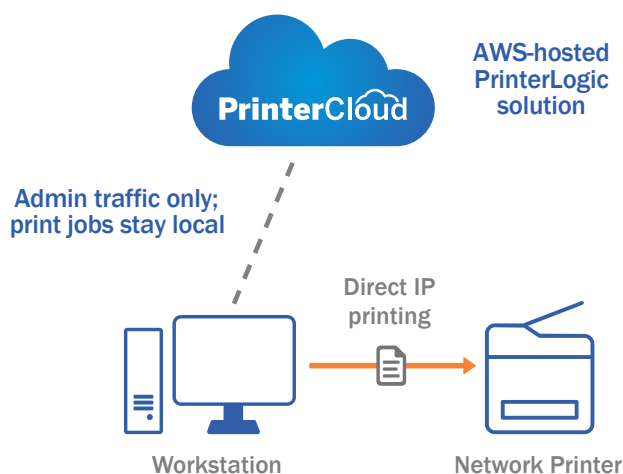 AWS-hosted
PrinterLogic
solution
PrinterCloud
Admin traffic only;
print jobs stay local
Direct IP
printing
Workstation
Network Printer